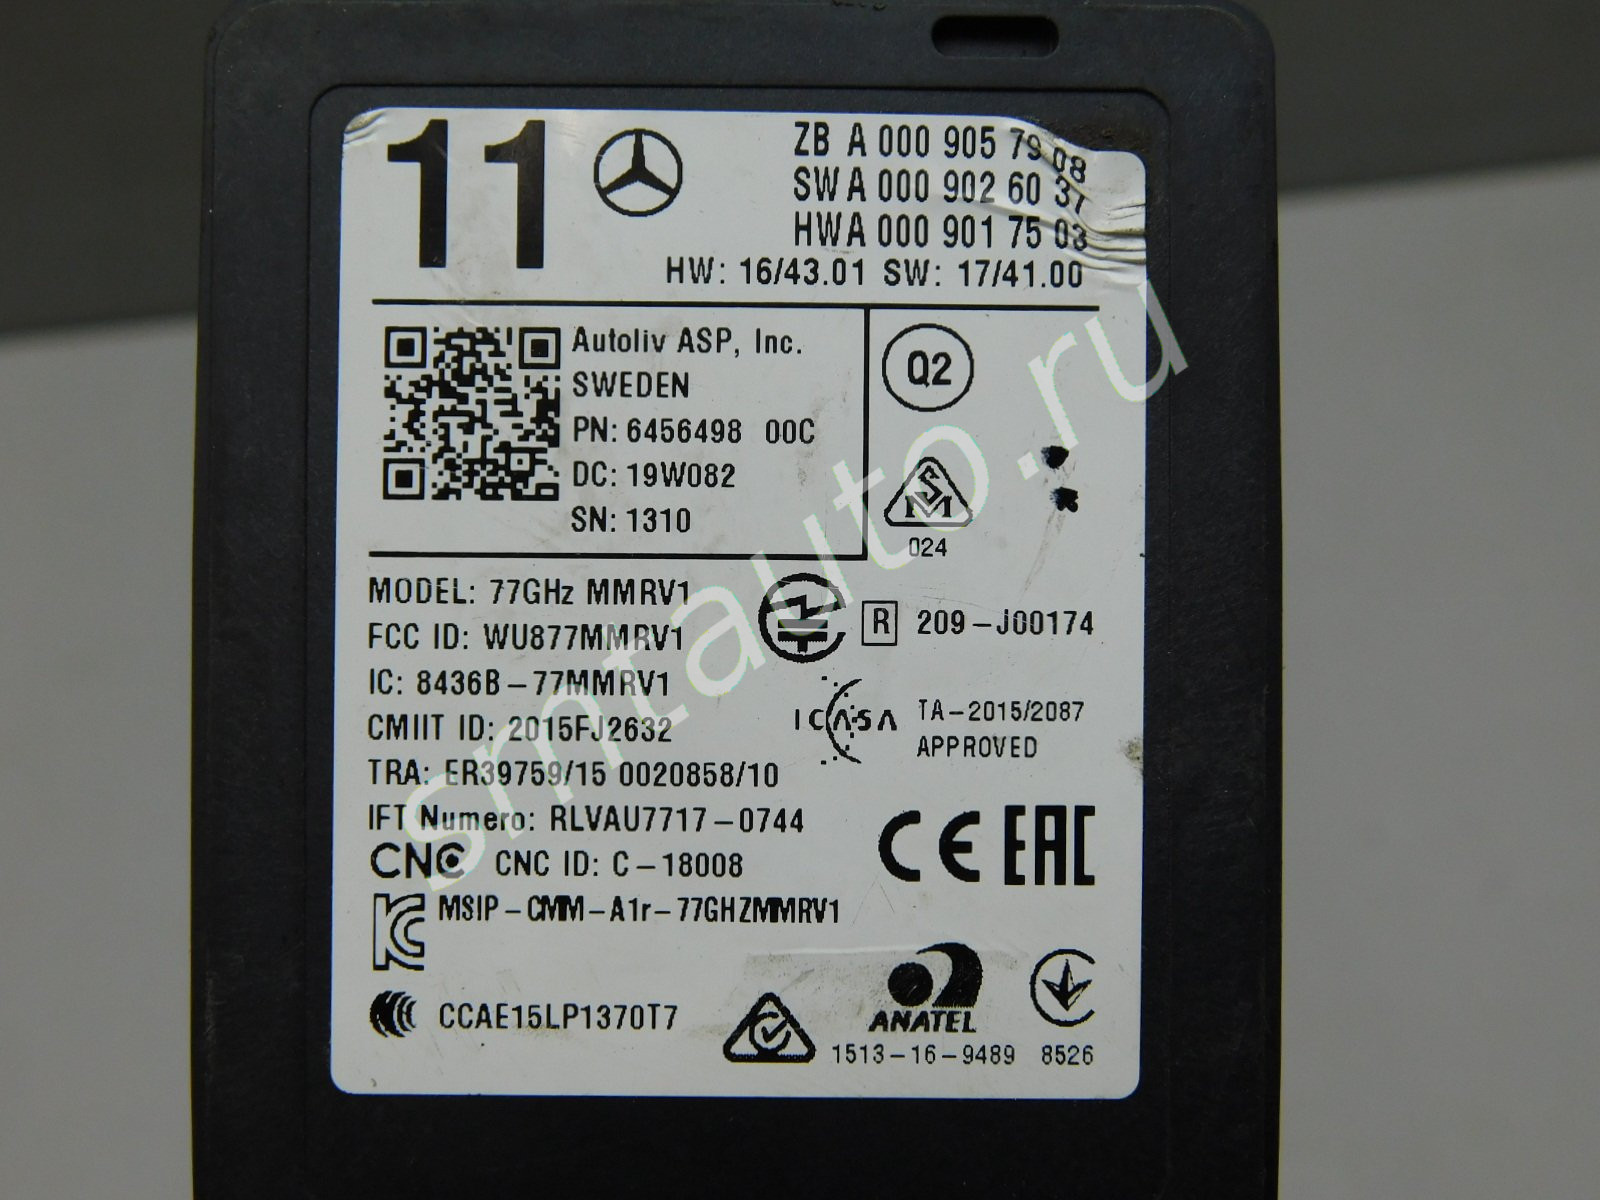 11
ZB A 000 905 79 08
SW A 000 902 60 37
HW A 000 901 75 03
HW: 16/43.01 SW: 17/41.00
Autoliv ASP, Inc.
SWEDEN
PN: 6456498 00C
DC: 19W082
SN: 1310
Q2
SM
024
MODEL: 77GHz MMRV1
FCC ID: WU877MMRV1
R 209-J00174
IC: 8436B-77MMRV1
ICASA TA-2015/2087
APPROVED
CMIIT ID: 2015FJ2632
TRA: ER39759/15 0020858/10
IFT Numero: RLVAU7717-0744
CNC CNC ID: C-18008
CE EAC
KC MSIP-CMM-A1r-77GHZMMRV1
CCAE15LP1370T7
ANATEL
1513-16-9489 8526
smtauto.ru